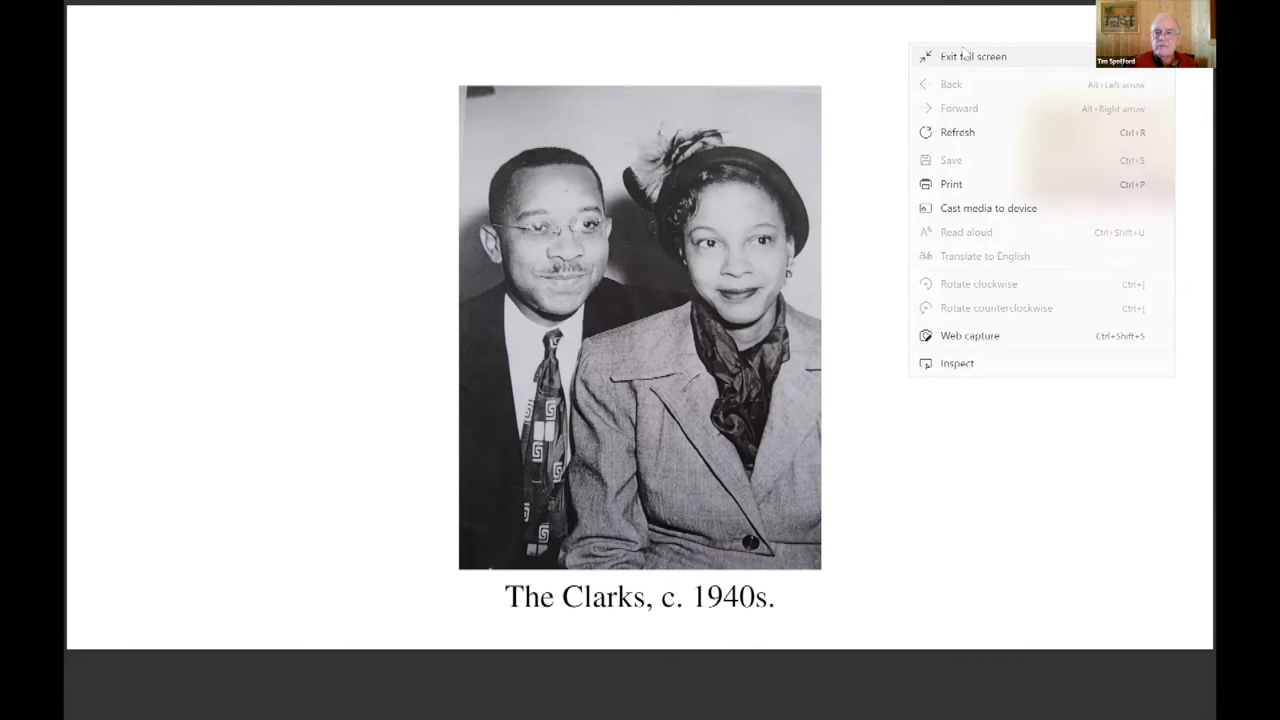 Tim Spofford
Exit full screen
Back Alt+Left arrow
Forward Alt+Right arrow
Refresh Ctrl+R
Save Ctrl+S
Print Ctrl+P
Cast media to device
Read aloud Ctrl+Shift+U
Translate to English
Rotate clockwise Ctrl+]
Rotate counterclockwise Ctrl+[
Web capture Ctrl+Shift+S
Inspect
The Clarks, c. 1940s.